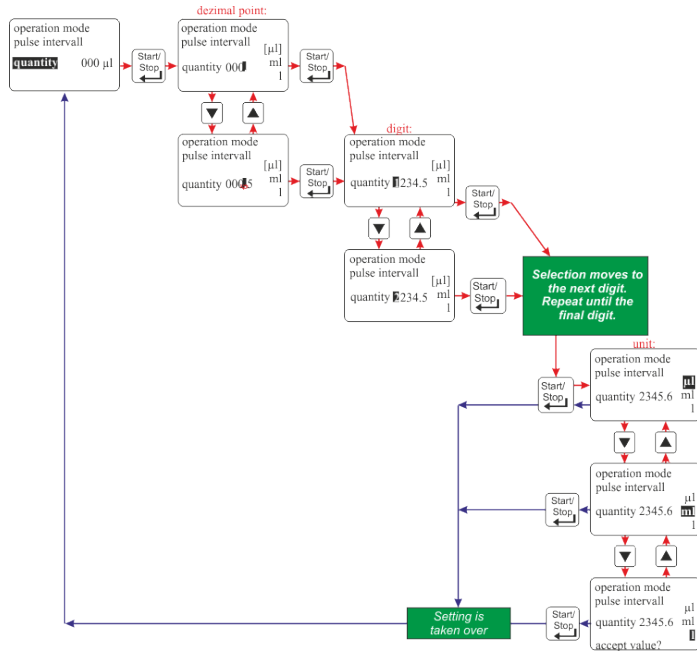 dezimal point:
operation mode
pulse intervall
quantity 000 µl
Start/
Stop
operation mode
pulse intervall
[µl]
quantity 000 ml
l
Start/
Stop
operation mode
pulse intervall
[µl]
quantity 000.5 ml
l
Start/
Stop
digit:
operation mode
pulse intervall
[µl]
quantity 1234.5 ml
l
Start/
Stop
operation mode
pulse intervall
[µl]
quantity 234.5 ml
l
Start/
Stop
Selection moves to
the next digit.
Repeat until the
final digit.
unit:
Start/
Stop
operation mode
pulse intervall
µl
quantity 2345.6 ml
l
Start/
Stop
operation mode
pulse intervall
µl
quantity 2345.6 ml
l
Start/
Stop
operation mode
pulse intervall
µl
quantity 2345.6 ml
l
accept value?
Setting is
taken over